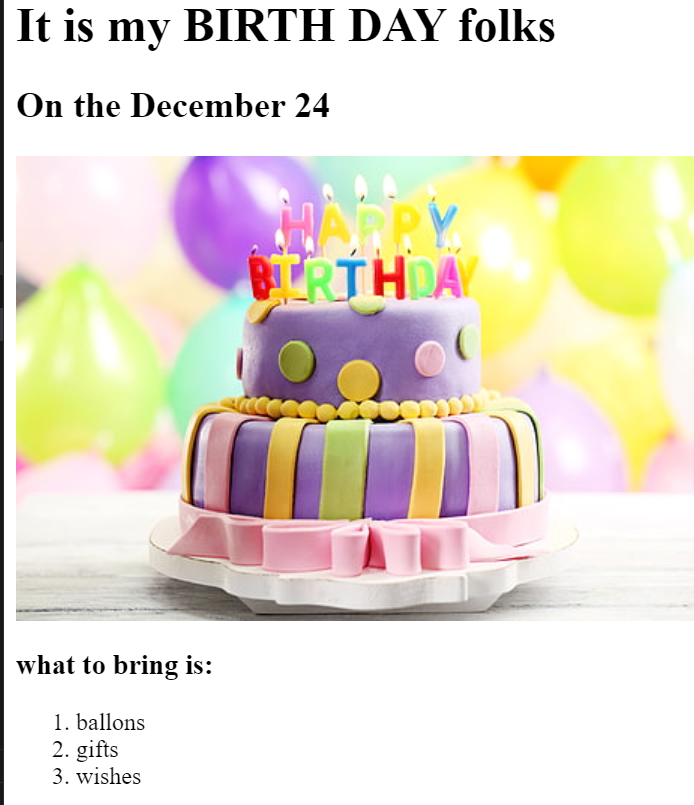 It is my BIRTH DAY folks
On the December 24
HAPPY
BIRTHDAY
what to bring is:
1. ballons
2. gifts
3. wishes